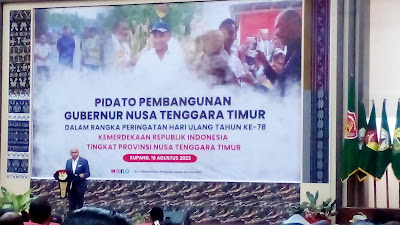 PIDATO PEMBANGUNAN
GUBERNUR NUSA TENGGARA TIMUR
DALAM RANGKA PERINGATAN HARI ULANG TAHUN KE-78
KEMERDEKAAN REPUBLIK INDONESIA
TINGKAT PROVINSI NUSA TENGGARA TIMUR
KUPANG, 16 AGUSTUS 2023